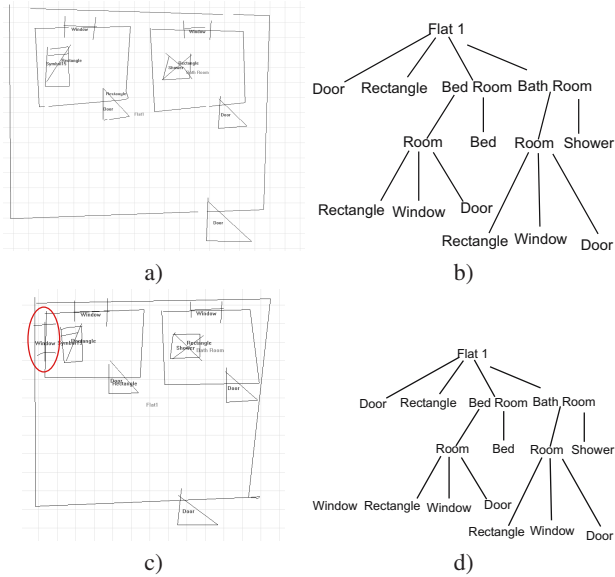 Window
Window
Rectangle
Rectangle
Shower
Bath Room
Rectangle
Door
Flat1
Door
Door
a)
Flat 1
Door Rectangle Bed Room Bath Room
Room Bed Room Shower
Rectangle Window Door
Rectangle Window Door
b)
Window
Window
Window
Rectangle
Rectangle
Shower
Bath Room
Door
Rectangle
Door
Flat1
Door
c)
Flat 1
Door Rectangle Bed Room Bath Room
Room Bed Room Shower
Window Rectangle Window Door
Rectangle Window Door
d)